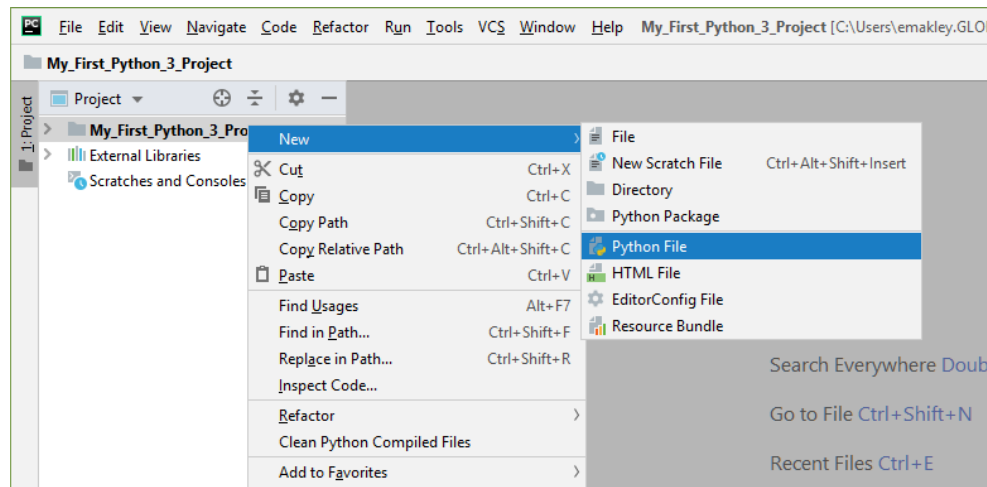 PC File Edit View Navigate Code Refactor Run Tools VCS Window Help My_First_Python_3_Project [C:\Users\emakley.GLO
My_First_Python_3_Project
1: Project
Project
My_First_Python_3_Pro
External Libraries
Scratches and Consoles
New
Cut Ctrl+X
Copy Ctrl+C
Copy Path Ctrl+Shift+C
Copy Relative Path Ctrl+Alt+Shift+C
Paste Ctrl+V
Find Usages Alt+F7
Find in Path... Ctrl+Shift+F
Replace in Path... Ctrl+Shift+R
Inspect Code...
Refactor
Clean Python Compiled Files
Add to Favorites
File
New Scratch File Ctrl+Alt+Shift+Insert
Directory
Python Package
Python File
HTML File
EditorConfig File
Resource Bundle
Search Everywhere Doub
Go to File Ctrl+Shift+N
Recent Files Ctrl+E